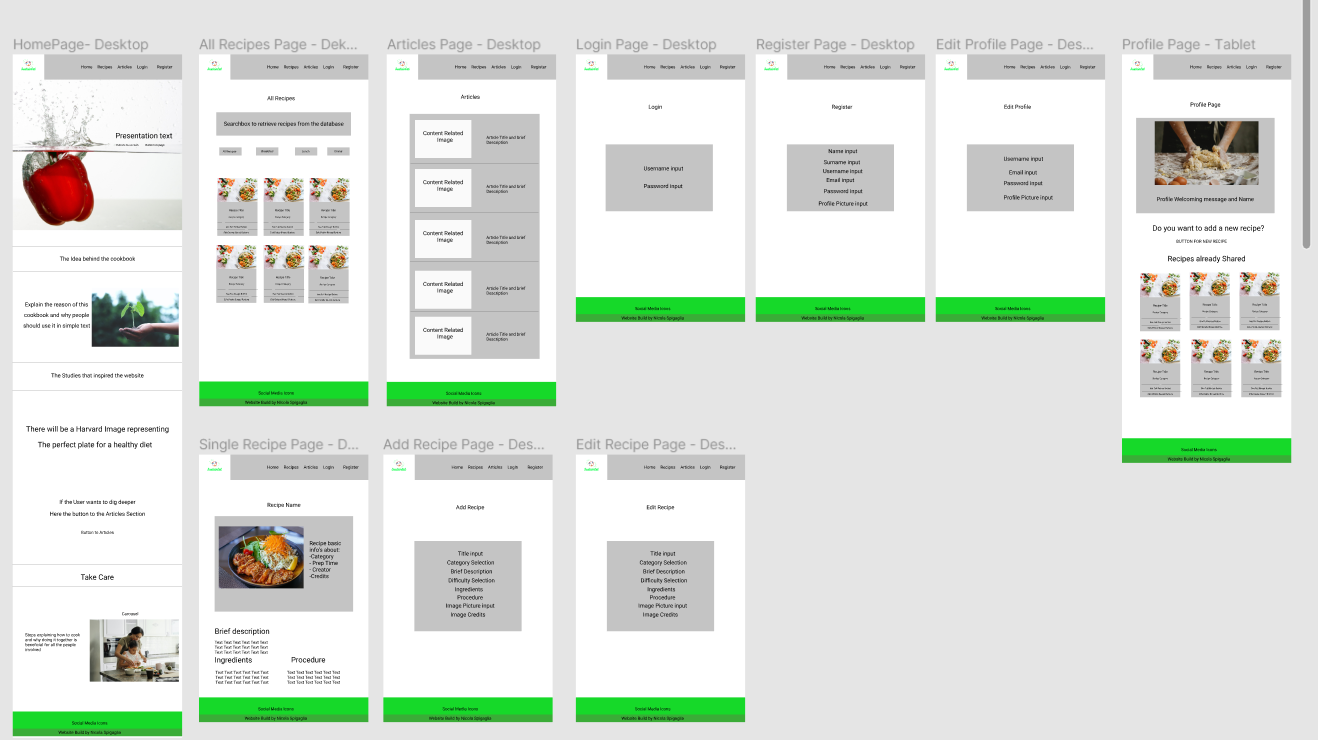 HomePage- Desktop
Home Recipes Articles Login Register
Presentation text
The Idea behind the cookbook
Explain the reason of this
cookbook and why people
should use it in simple text
The Studies that inspired the website
There will be a Harvard Image representing
The perfect plate for a healthy diet
If the User wants to dig deeper
Here the button to the Articles Section
Button to Articles
Take Care
Carousel
Steps explaining how to cook
and why doing it together is
beneficial for all the people
involved
Social Media Icons
Website Build by Nicola Spigaglia
All Recipes Page - Dek...
Home Recipes Articles Login Register
All Recipes
Searchbox to retrieve recipes from the database
All Recipes Breakfast Lunch Dinner
Recipe Title Recipe Title Recipe Title
Recipe Title Recipe Title Recipe Title
Social Media Icons
Website Build by Nicola Spigaglia
Articles Page - Desktop
Home Recipes Articles Login Register
Articles
Content Related
Image
Article Title and brief
Description
Content Related
Image
Article Title and brief
Description
Content Related
Image
Article Title and brief
Description
Content Related
Image
Article Title and brief
Description
Content Related
Image
Article Title and brief
Description
Social Media Icons
Website Build by Nicola Spigaglia
Login Page - Desktop
Home Recipes Articles Login Register
Login
Username input
Password input
Social Media Icons
Website Build by Nicola Spigaglia
Register Page - Desktop
Home Recipes Articles Login Register
Register
Name input
Surname input
Username input
Email input
Password input
Profile Picture input
Social Media Icons
Website Build by Nicola Spigaglia
Edit Profile Page - Des...
Home Recipes Articles Login Register
Edit Profile
Username input
Email input
Password input
Profile Picture input
Social Media Icons
Website Build by Nicola Spigaglia
Profile Page - Tablet
Home Recipes Articles Login Register
Profile Page
Profile Welcoming message and Name
Do you want to add a new recipe?
BUTTON FOR NEW RECIPE
Recipes already Shared
Recipe Title Recipe Title Recipe Title
Recipe Title Recipe Title Recipe Title
Social Media Icons
Website Build by Nicola Spigaglia
Single Recipe Page - D...
Home Recipes Articles Login Register
Recipe Name
Recipe basic
info's about:
-Category
- Prep Time
- Creator
-Credits
Brief description
Text Text Text Text Text
Text Text Text Text Text
Text Text Text Text Text
Ingredients Procedure
Text Text Text Text Text Text Text Text Text Text
Text Text Text Text Text Text Text Text Text Text
Text Text Text Text Text Text Text Text Text Text
Social Media Icons
Website Build by Nicola Spigaglia
Add Recipe Page - Des...
Home Recipes Articles Login Register
Add Recipe
Title input
Category Selection
Brief Description
Difficulty Selection
Ingredients
Procedure
Image Picture input
Image Credits
Social Media Icons
Website Build by Nicola Spigaglia
Edit Recipe Page - Des...
Home Recipes Articles Login Register
Edit Recipe
Title input
Category Selection
Brief Description
Difficulty Selection
Ingredients
Procedure
Image Picture input
Image Credits
Social Media Icons
Website Build by Nicola Spigaglia